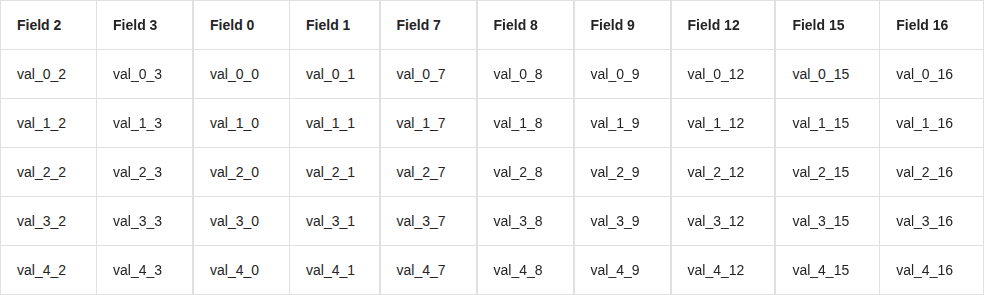 Field 2 Field 3 Field 0 Field 1 Field 7 Field 8 Field 9 Field 12 Field 15 Field 16
val_0_2 val_0_3 val_0_0 val_0_1 val_0_7 val_0_8 val_0_9 val_0_12 val_0_15 val_0_16
val_1_2 val_1_3 val_1_0 val_1_1 val_1_7 val_1_8 val_1_9 val_1_12 val_1_15 val_1_16
val_2_2 val_2_3 val_2_0 val_2_1 val_2_7 val_2_8 val_2_9 val_2_12 val_2_15 val_2_16
val_3_2 val_3_3 val_3_0 val_3_1 val_3_7 val_3_8 val_3_9 val_3_12 val_3_15 val_3_16
val_4_2 val_4_3 val_4_0 val_4_1 val_4_7 val_4_8 val_4_9 val_4_12 val_4_15 val_4_16